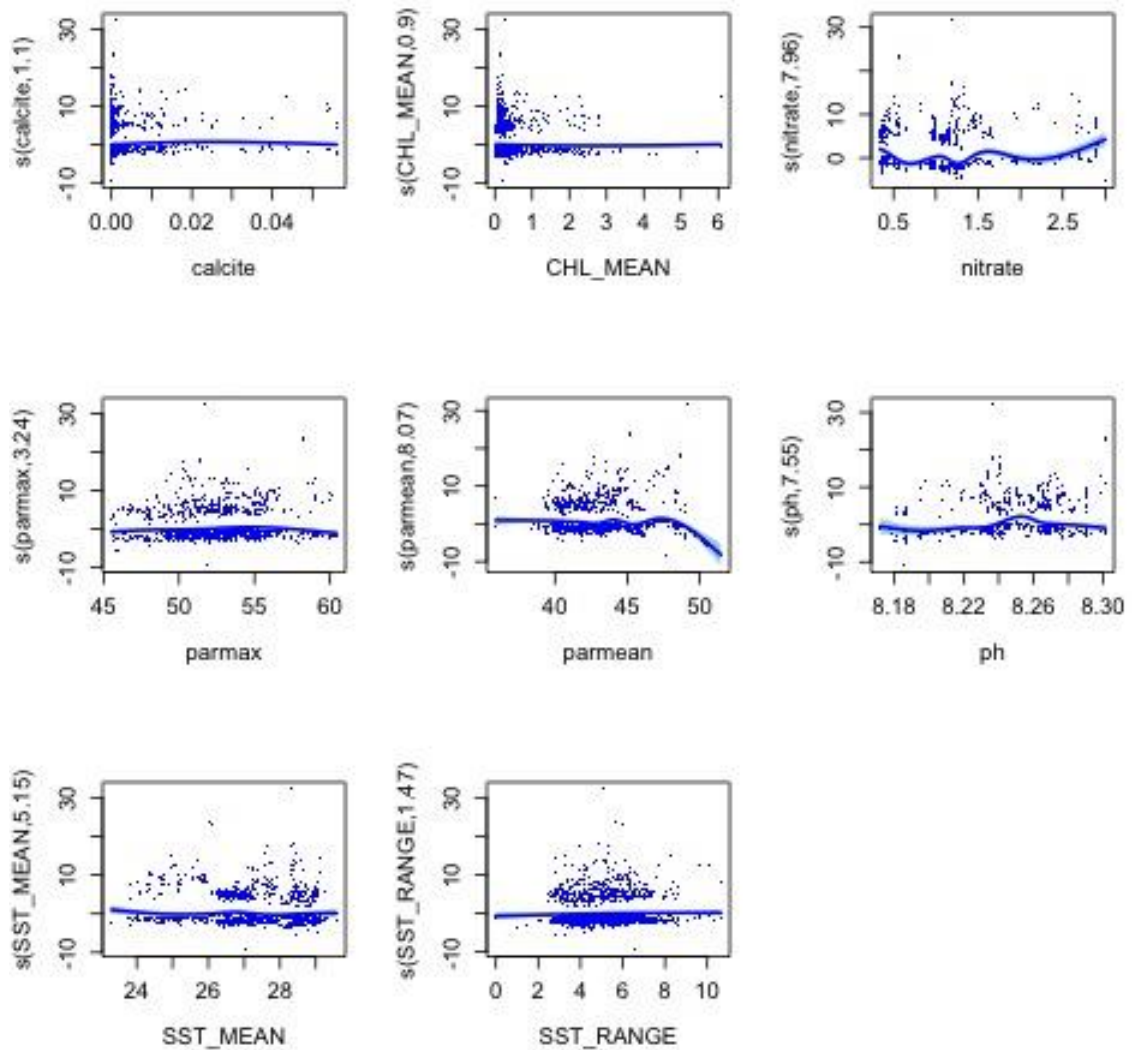 s(calcite,1.1)
-10 10 30
0.00 0.02 0.04
calcite
s(CHL_MEAN,0.9)
-10 10 30
0 1 2 3 4 5 6
CHL_MEAN
s(nitrate,7.96)
0 10 30
0.5 1.5 2.5
nitrate
s(parmax,3.24)
-10 10 30
45 50 55 60
parmax
s(parmean,8.07)
-10 10 30
40 45 50
parmean
s(ph,7.55)
-10 10 30
8.18 8.22 8.26 8.30
ph
s(SST_MEAN,5.15)
-10 10 30
24 26 28
SST_MEAN
s(SST_RANGE,1.47)
-10 10 30
0 2 4 6 8 10
SST_RANGE